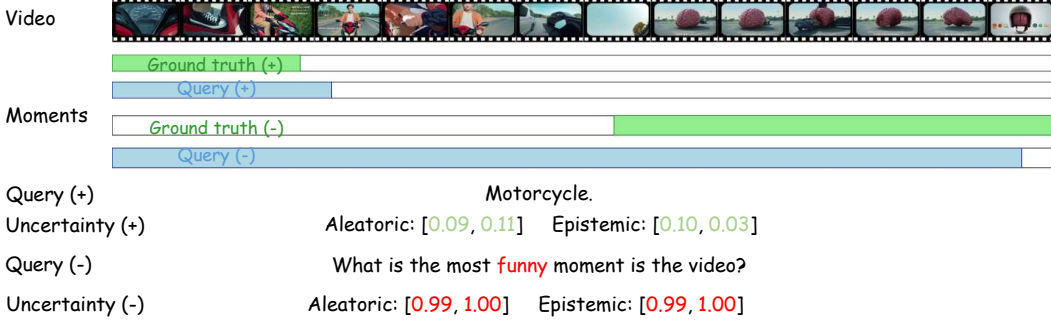 Video
Ground truth (+)
Query (+)
Moments
Ground truth (-)
Query (-)
Query (+) Motorcycle.
Uncertainty (+) Aleatoric: [0.09, 0.11] Epistemic: [0.10, 0.03]
Query (-) What is the most funny moment is the video?
Uncertainty (-) Aleatoric: [0.99, 1.00] Epistemic: [0.99, 1.00]